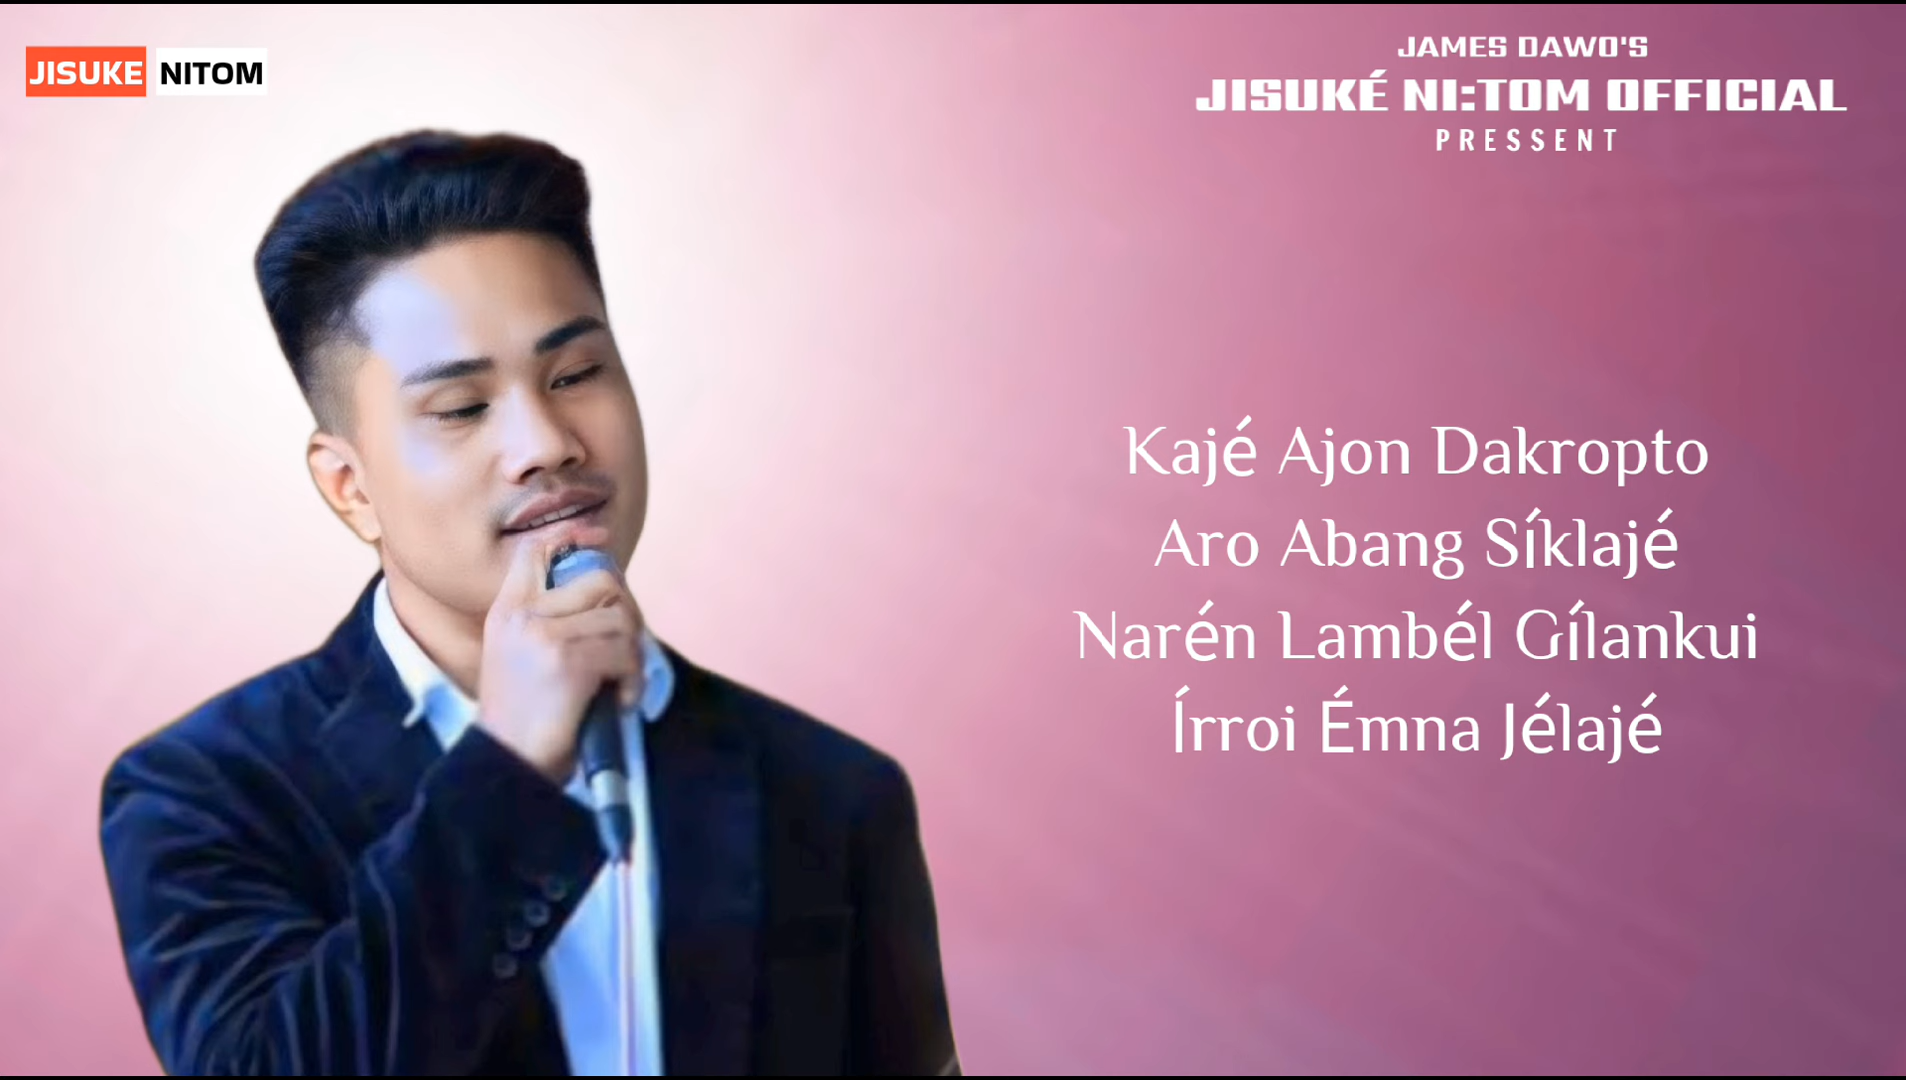 JISUKE NITOM
JAMES DAWO'S
JISUKÉ NI:TOM OFFICIAL
PRESSENT
Kajé Ajon Dakropto
Aro Abang Síklajé
Narén Lambél Gílankui
Írroi Émna Jélajé